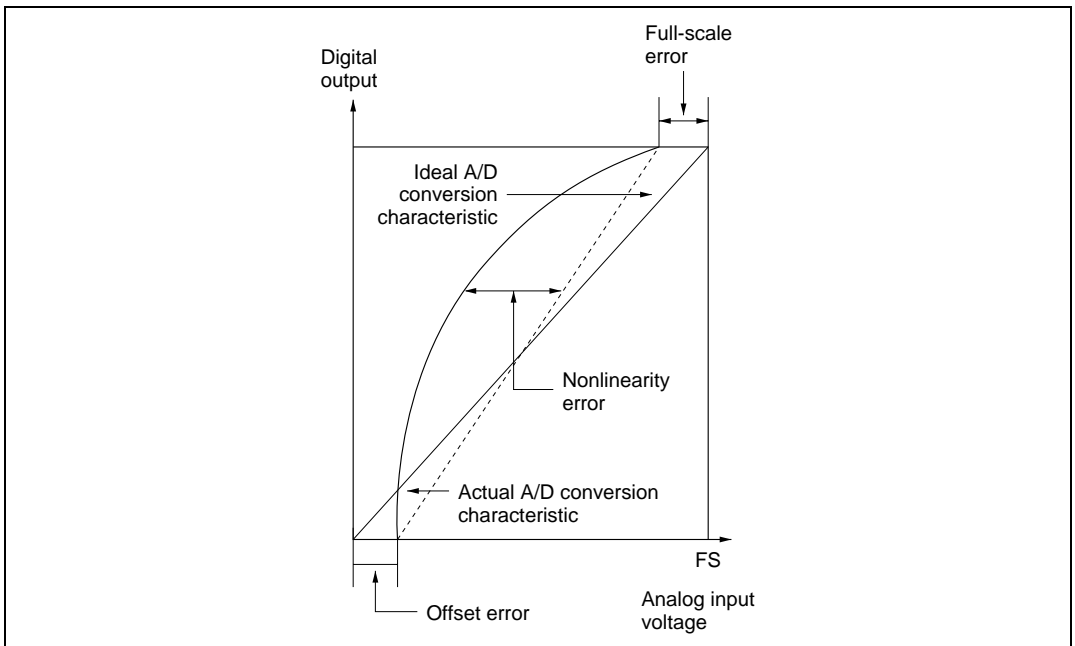 Full-scale
error
Digital
output
Ideal A/D
conversion
characteristic
Nonlinearity
error
Actual A/D conversion
characteristic
FS
Offset error
Analog input
voltage